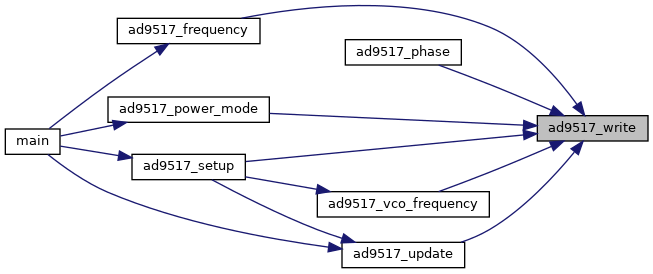 ad9517_frequency
ad9517_phase
ad9517_power_mode
ad9517_write
main
ad9517_setup
ad9517_vco_frequency
ad9517_update